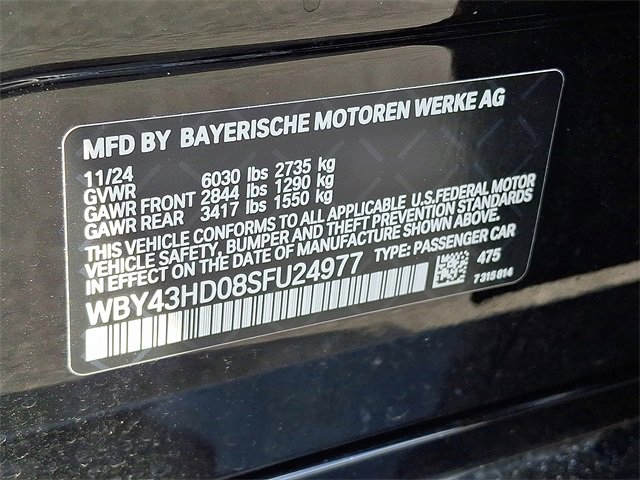 MFD BY BAYERISCHE MOTOREN WERKE AG
11/24
GVWR 6030 lbs 2735 kg
GAWR FRONT 2844 lbs 1290 kg
GAWR REAR 3417 lbs 1550 kg
THIS VEHICLE CONFORMS TO ALL APPLICABLE U.S.FEDERAL MOTOR
VEHICLE SAFETY, BUMPER AND THEFT PREVENTION STANDARDS
IN EFFECT ON THE DATE OF MANUFACTURE SHOWN ABOVE.
WBY43HD08SFU24977 TYPE: PASSENGER CAR
475
7315814